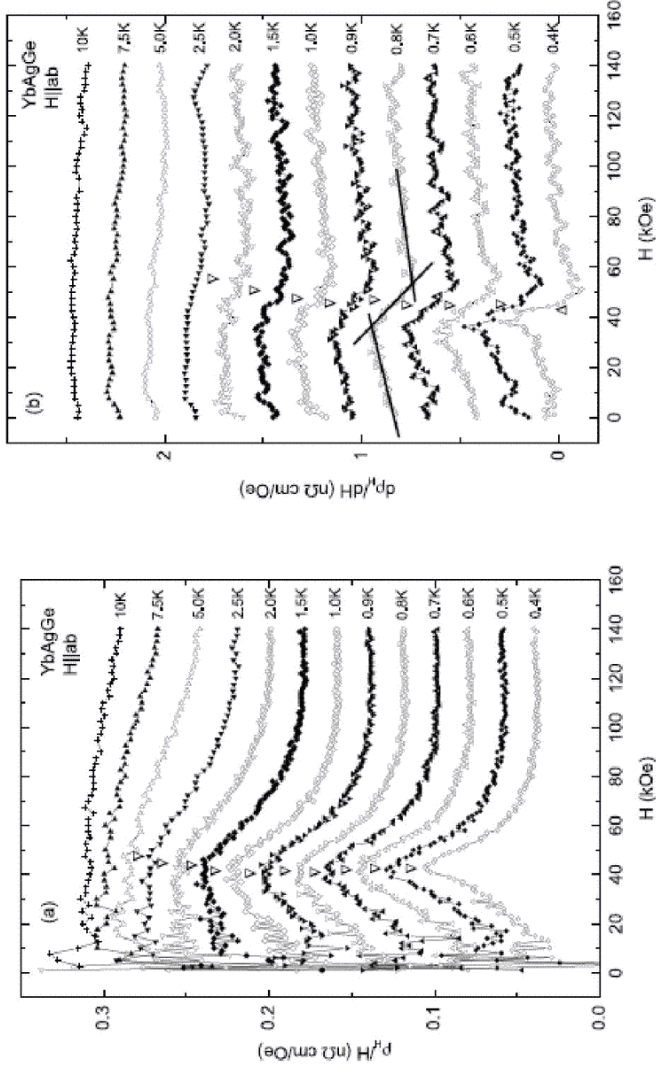 (a)
YbAgGe
H||ab
10K
7.5K
5.0K
2.5K
2.0K
1.5K
1.0K
0.9K
0.8K
0.7K
0.6K
0.5K
0.4K
0.3
0.2
0.1
0.0
ρH/H (nΩ cm/Oe)
0 20 40 60 80 100 120 140 160
H (kOe)
(b)
YbAgGe
H||ab
10K
7.5K
5.0K
2.5K
2.0K
1.5K
1.0K
0.9K
0.8K
0.7K
0.6K
0.5K
0.4K
2
1
0
dρH/dH (nΩ cm/Oe)
0 20 40 60 80 100 120 140 160
H (kOe)